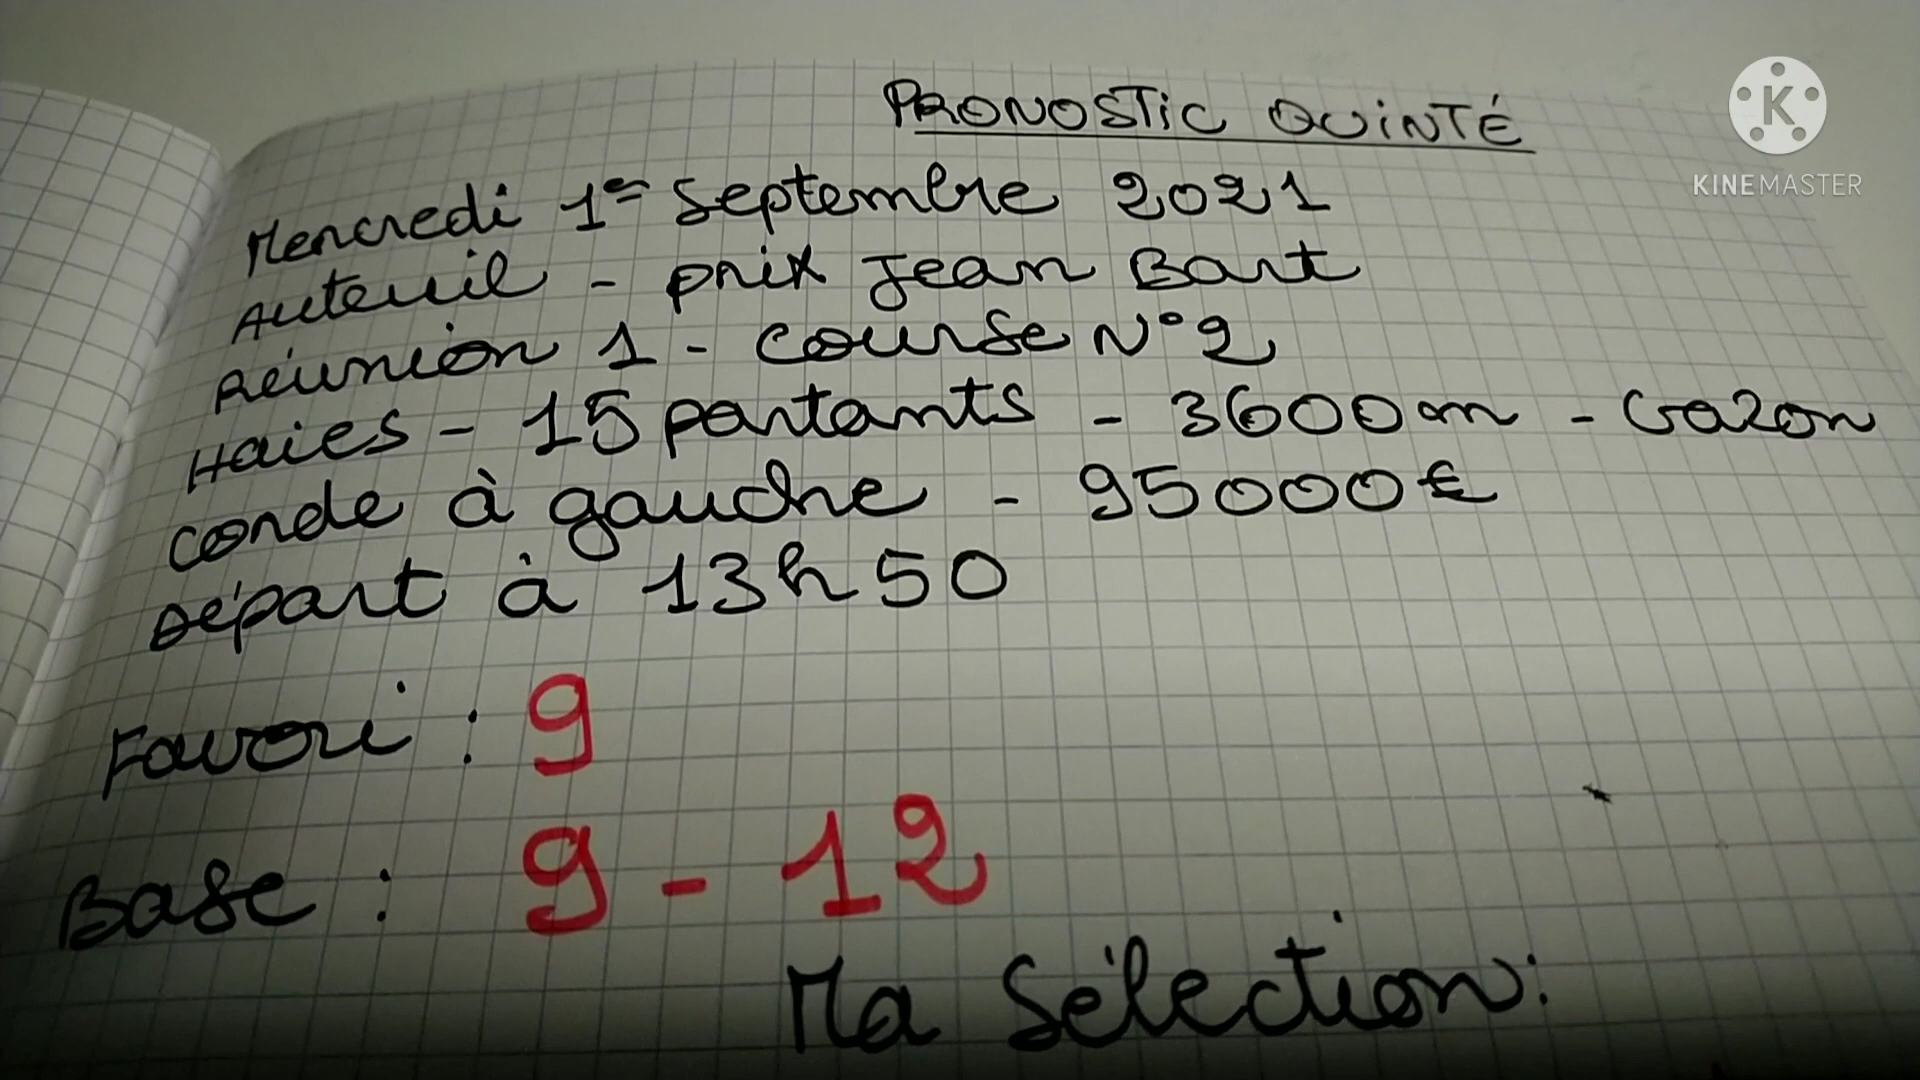 PRONOSTIC QUINTÉ
Mercredi 1er Septembre 2021
Auteuil - prix Jean Bart
Réunion 1 - course N°2
Haies - 15 partants - 3600m - Gazon
corde à gauche - 95000€
Départ à 13h50
Favori : 9
Base : 9 - 12
Ma Sélection:
K
KINEMASTER